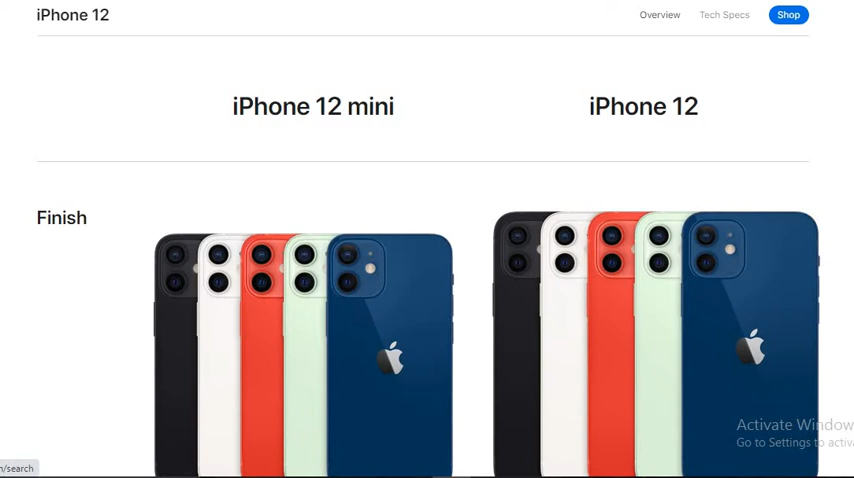 iPhone 12
Overview
Tech Specs
Shop
iPhone 12 mini
iPhone 12
Finish
Activate Window
Go to Settings to activa
n/search